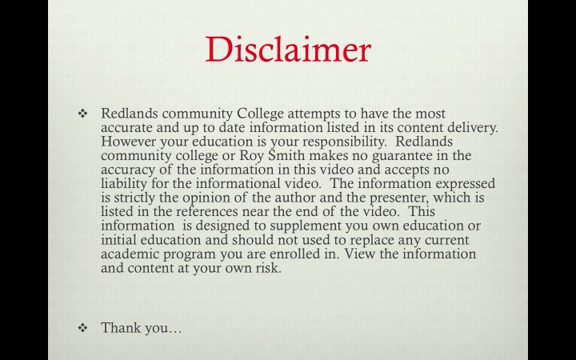 Disclaimer
❖ Redlands community College attempts to have the most
accurate and up to date information listed in its content delivery.
However your education is your responsibility.  Redlands
community college or Roy Smith makes no guarantee in the
accuracy of the information in this video and accepts no
liability for the informational video.  The information expressed
is strictly the opinion of the author and the presenter, which is
listed in the references near the end of the video.  This
information  is designed to supplement you own education or
initial education and should not used to replace any current
academic program you are enrolled in. View the information
and content at your own risk.
❖ Thank you…